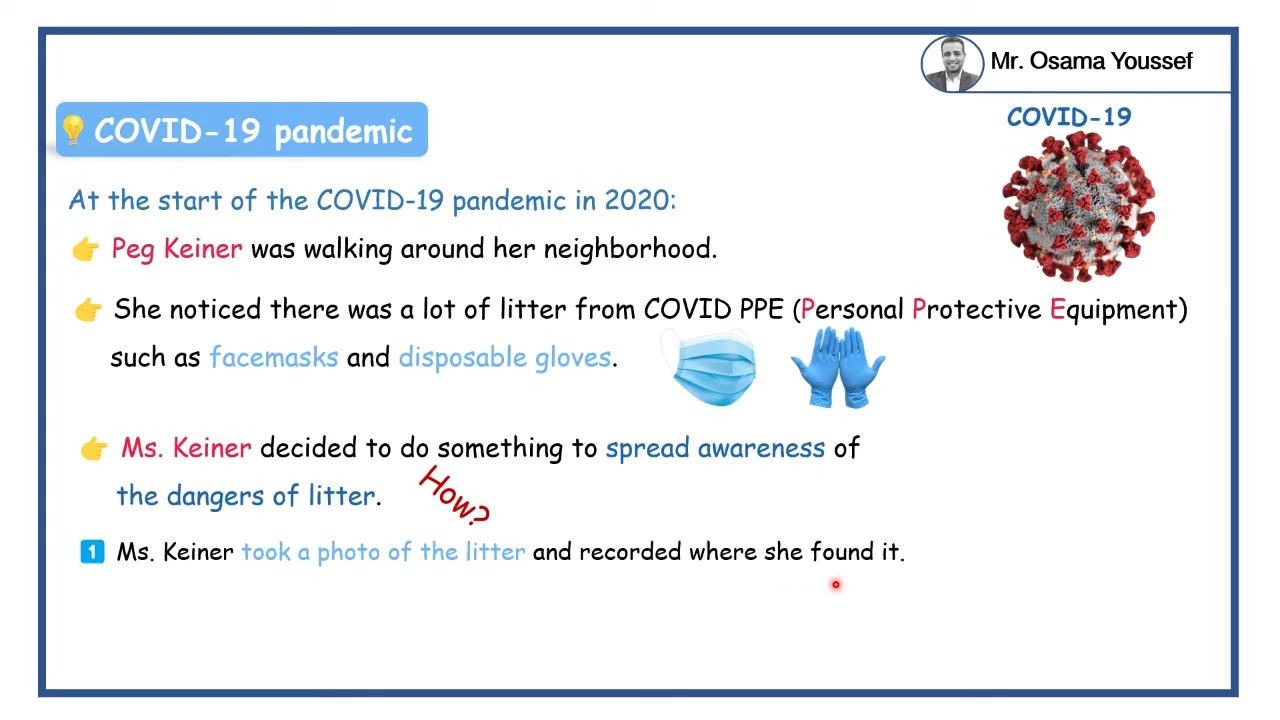 Mr. Osama Youssef
COVID-19 pandemic
COVID-19
At the start of the COVID-19 pandemic in 2020:
Peg Keiner was walking around her neighborhood.
She noticed there was a lot of litter from COVID PPE (Personal Protective Equipment)
such as facemasks and disposable gloves.
Ms. Keiner decided to do something to spread awareness of
the dangers of litter.
How?
1 Ms. Keiner took a photo of the litter and recorded where she found it.